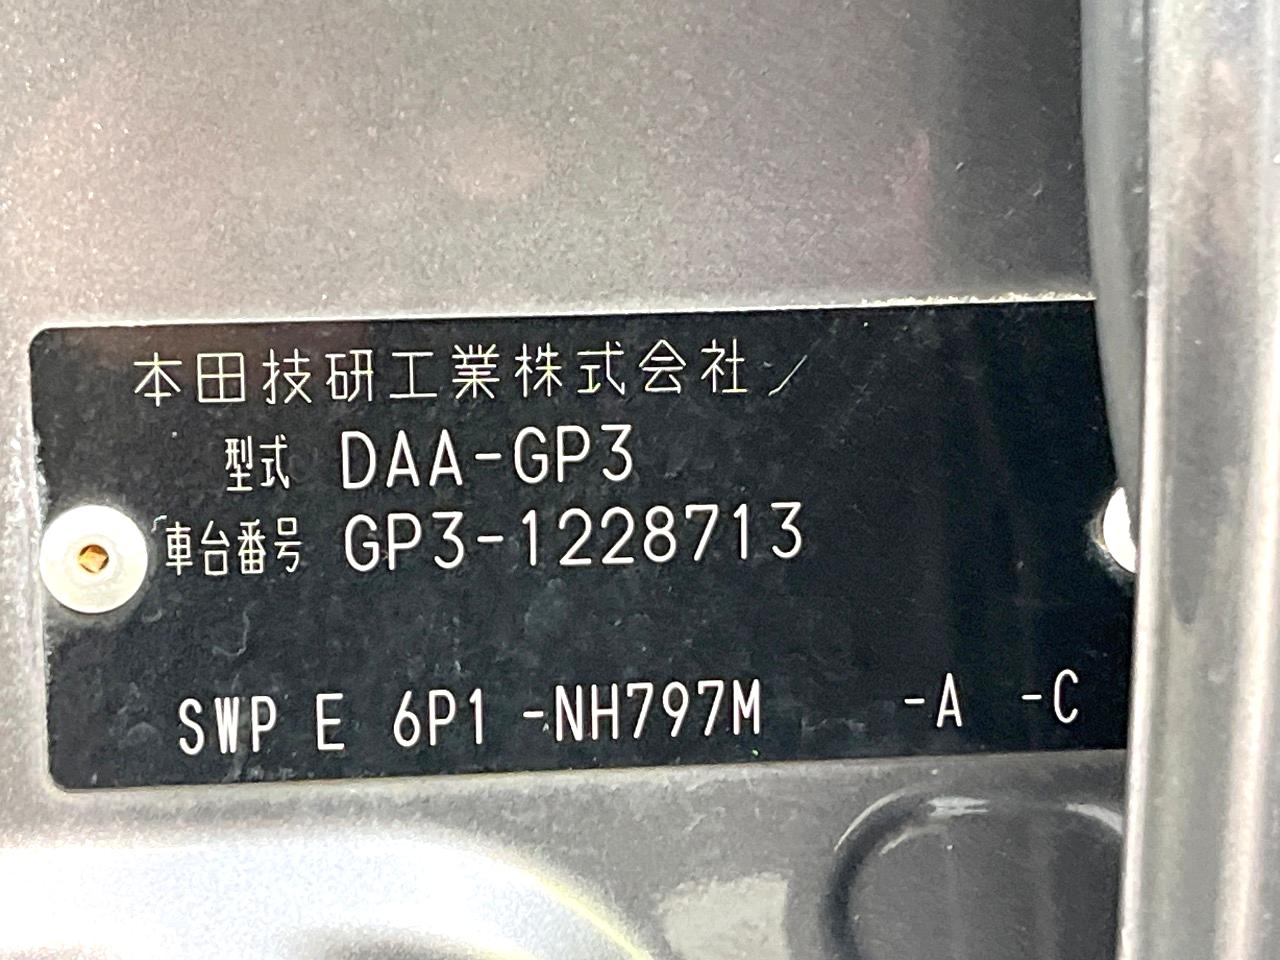 本田技研工業株式会社
型式 DAA-GP3
車台番号 GP3-1228713
SWP E 6P1 -NH797M -A -C